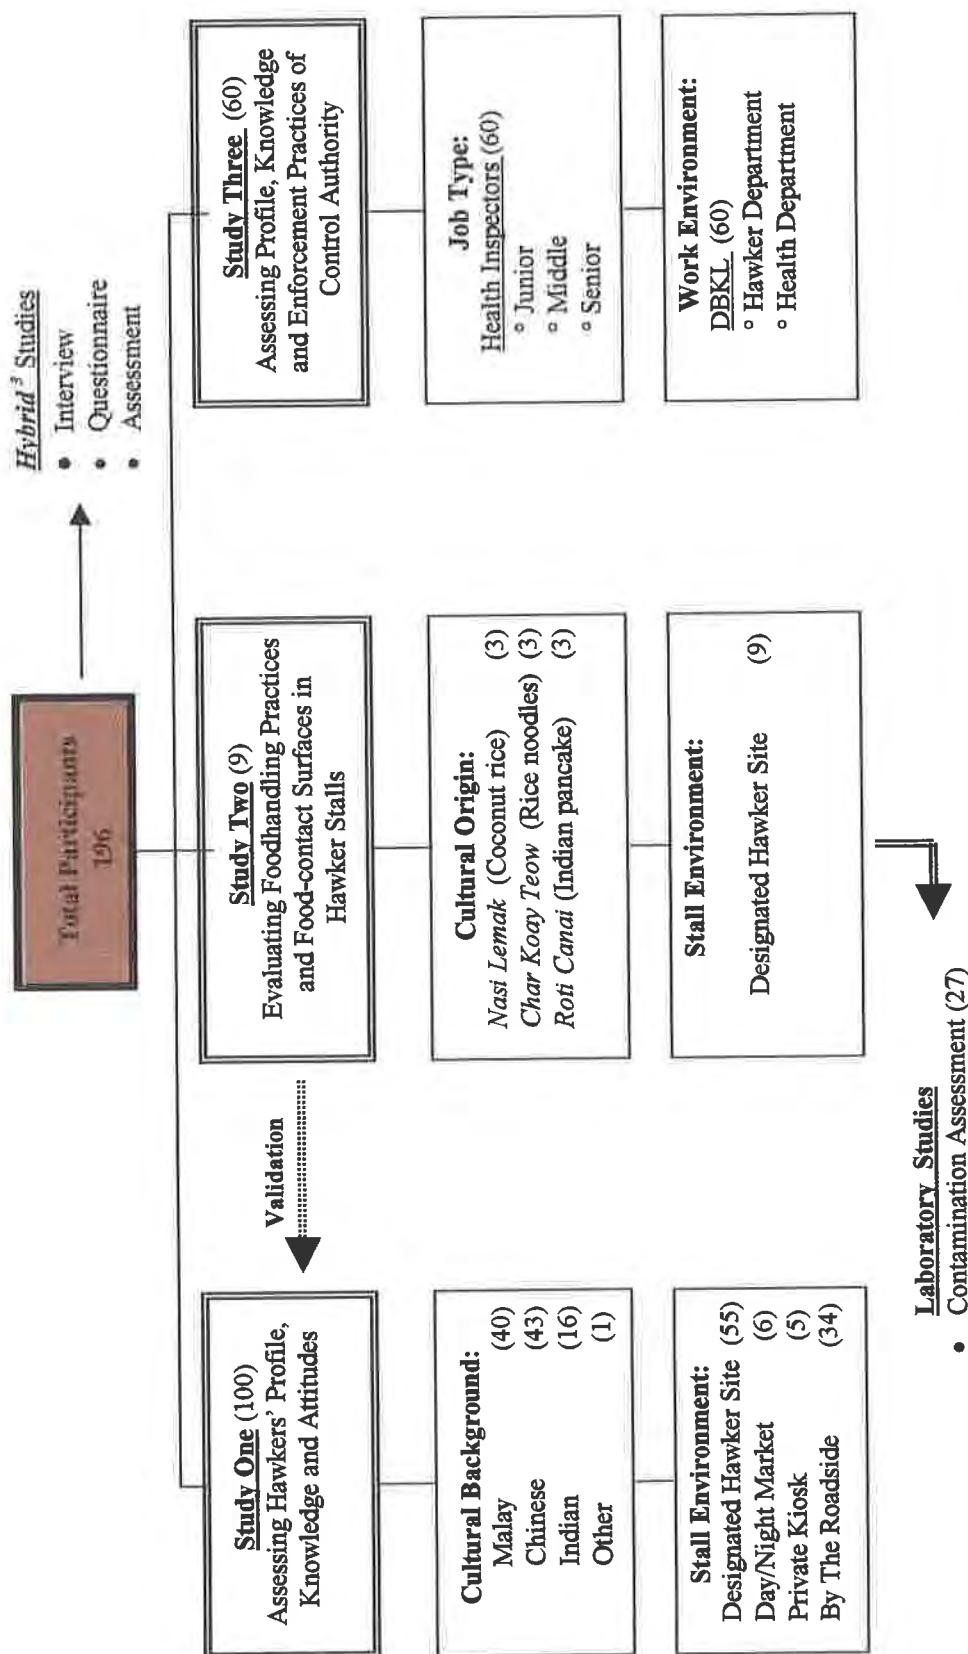 Total Participants
196
Hybrid ³ Studies
• Interview
• Questionnaire
• Assessment
Study One (100)
Assessing Hawkers' Profile,
Knowledge and Attitudes
Validation
Study Two (9)
Evaluating Foodhandling Practices
and Food-contact Surfaces in
Hawker Stalls
Study Three (60)
Assessing Profile, Knowledge
and Enforcement Practices of
Control Authority
Cultural Background:
Malay (40)
Chinese (43)
Indian (16)
Other (1)
Cultural Origin:
Nasi Lemak (Coconut rice) (3)
Char Koay Teow (Rice noodles) (3)
Roti Canai (Indian pancake) (3)
Job Type:
Health Inspectors (60)
° Junior
° Middle
° Senior
Stall Environment:
Designated Hawker Site (55)
Day/Night Market (6)
Private Kiosk (5)
By The Roadside (34)
Stall Environment:
Designated Hawker Site (9)
Work Environment:
DBKL (60)
° Hawker Department
° Health Department
Laboratory Studies
• Contamination Assessment (27)